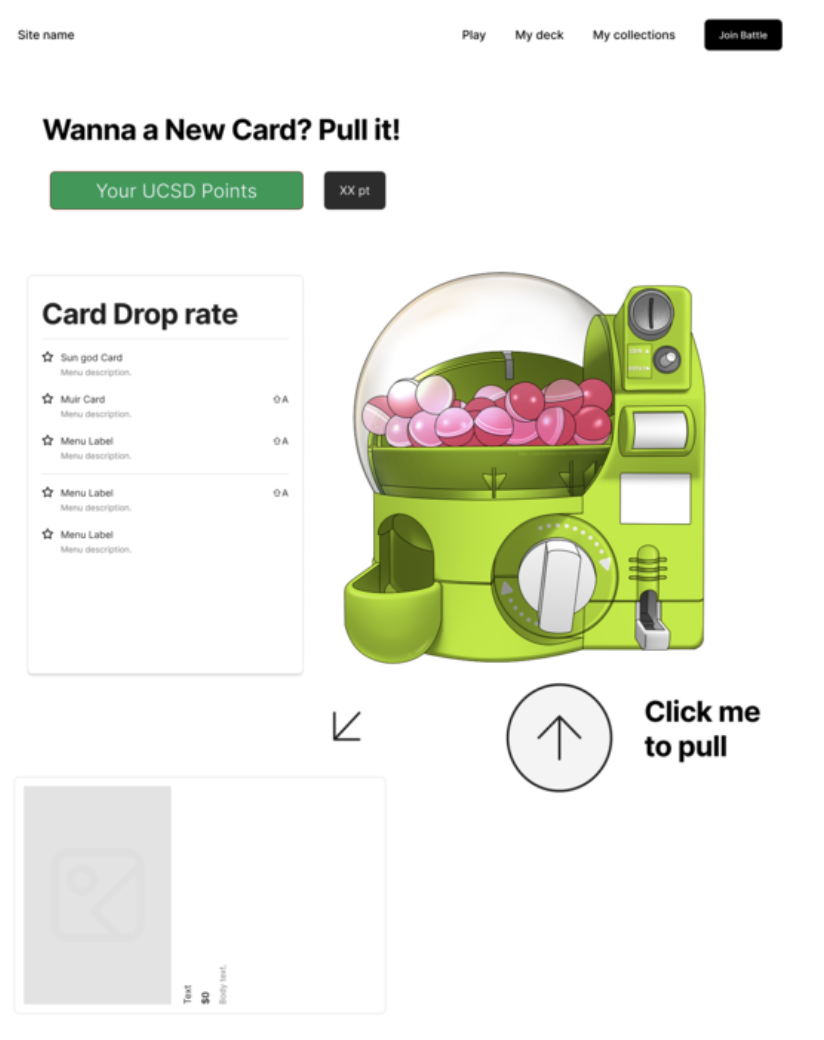 Site name
Play
My deck
My collections
Join Battle
Wanna a New Card? Pull it!
Your UCSD Points
XX pt
Card Drop rate
Sun god Card
Menu description.
Muir Card
⇧A
Menu description.
Menu Label
⇧A
Menu description.
Menu Label
⇧A
Menu description.
Menu Label
Menu description.
Click me
to pull
Text
$0
Body text.